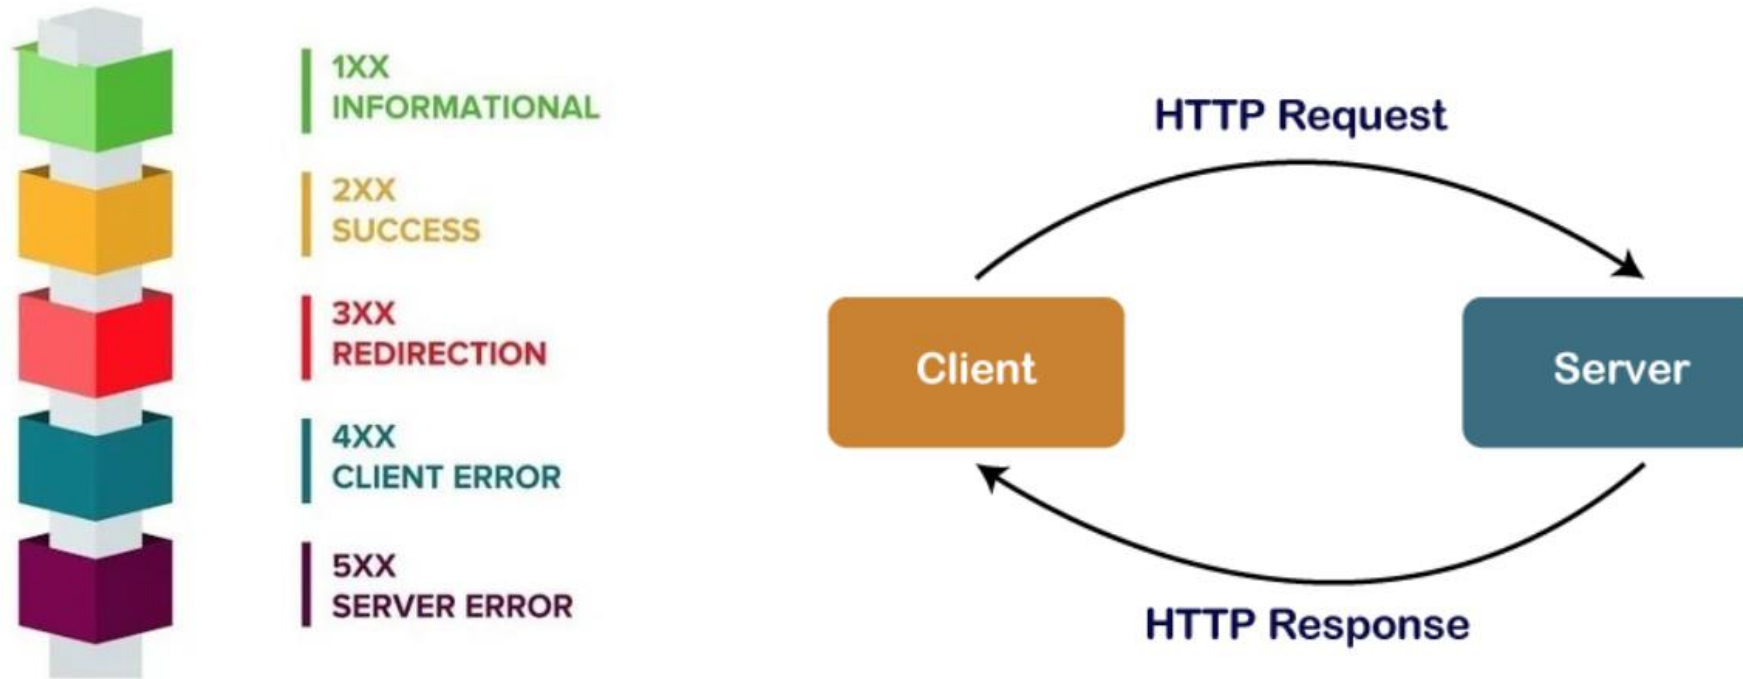 1XX
INFORMATIONAL
2XX
SUCCESS
3XX
REDIRECTION
4XX
CLIENT ERROR
5XX
SERVER ERROR
HTTP Request
Client
Server
HTTP Response